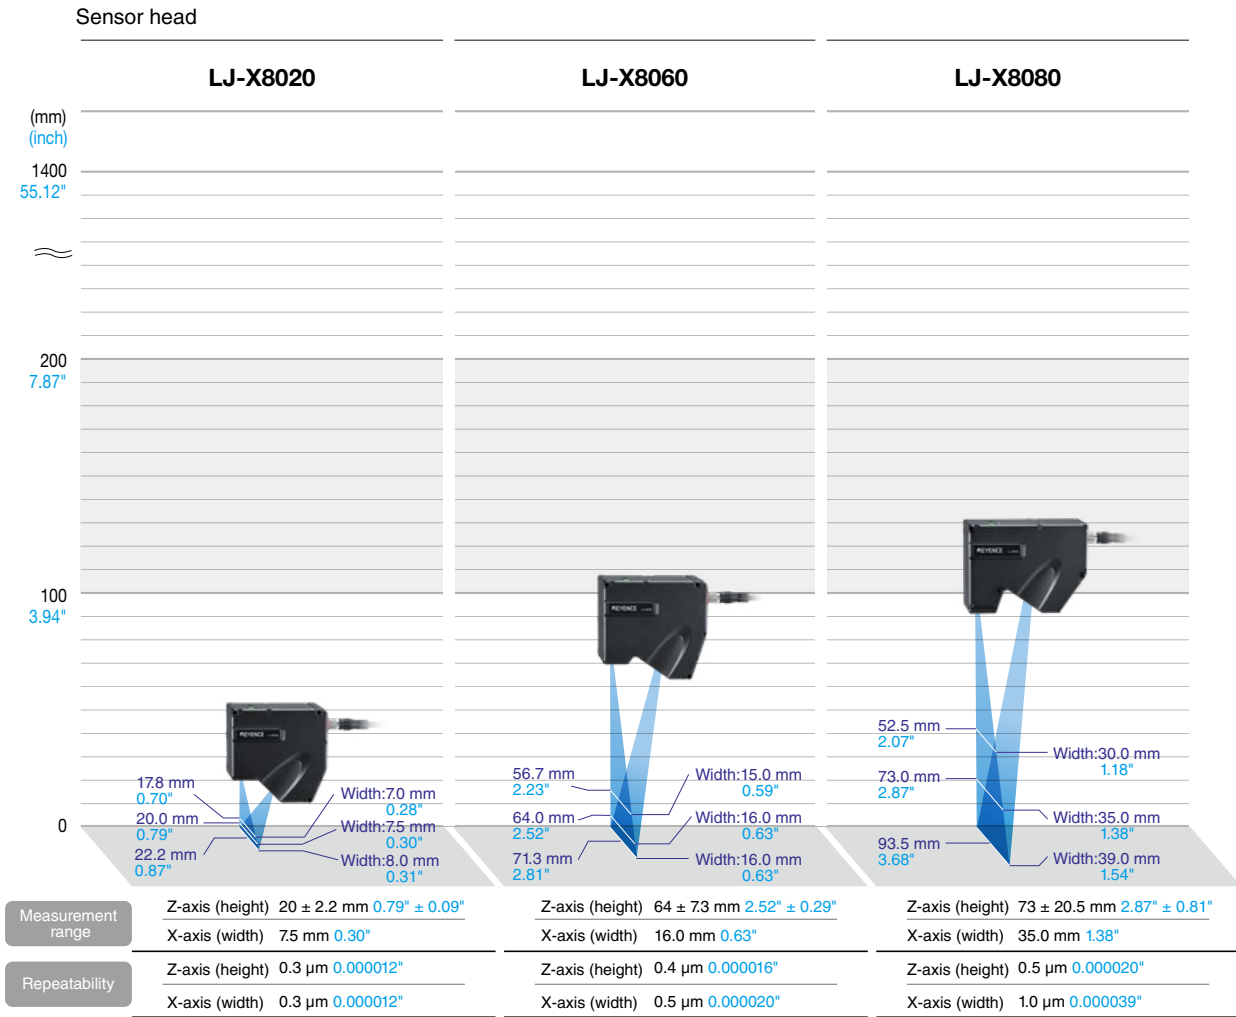 Sensor head
LJ-X8020
LJ-X8060
LJ-X8080
(mm)
(inch)
1400
55.12"
200
7.87"
100
3.94"
0
KEYENCE
17.8 mm
0.70"
20.0 mm
0.79"
22.2 mm
0.87"
Width:7.0 mm
0.28"
Width:7.5 mm
0.30"
Width:8.0 mm
0.31"
KEYENCE
56.7 mm
2.23"
64.0 mm
2.52"
71.3 mm
2.81"
Width:15.0 mm
0.59"
Width:16.0 mm
0.63"
Width:16.0 mm
0.63"
KEYENCE
52.5 mm
2.07"
73.0 mm
2.87"
93.5 mm
3.68"
Width:30.0 mm
1.18"
Width:35.0 mm
1.38"
Width:39.0 mm
1.54"
Measurement
range
Z-axis (height) 20 ± 2.2 mm 0.79" ± 0.09"
Z-axis (height) 64 ± 7.3 mm 2.52" ± 0.29"
Z-axis (height) 73 ± 20.5 mm 2.87" ± 0.81"
X-axis (width) 7.5 mm 0.30"
X-axis (width) 16.0 mm 0.63"
X-axis (width) 35.0 mm 1.38"
Repeatability
Z-axis (height) 0.3 µm 0.000012"
Z-axis (height) 0.4 µm 0.000016"
Z-axis (height) 0.5 µm 0.000020"
X-axis (width) 0.3 µm 0.000012"
X-axis (width) 0.5 µm 0.000020"
X-axis (width) 1.0 µm 0.000039"